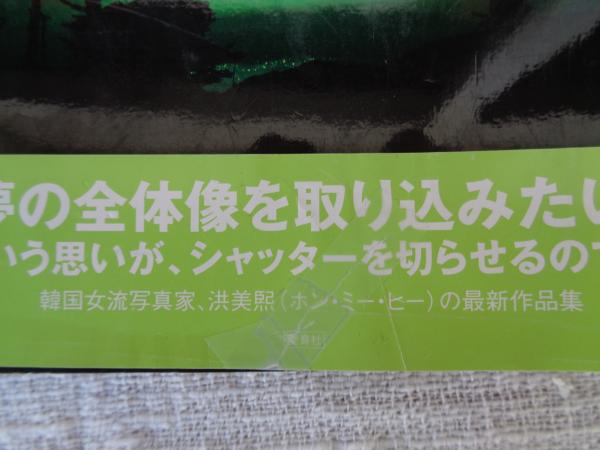 夢の全体像を取り込みたい
いう思いが、シャッターを切らせるので
韓国女流写真家、洪美煕(ホン・ミー・ヒー)の最新作品集